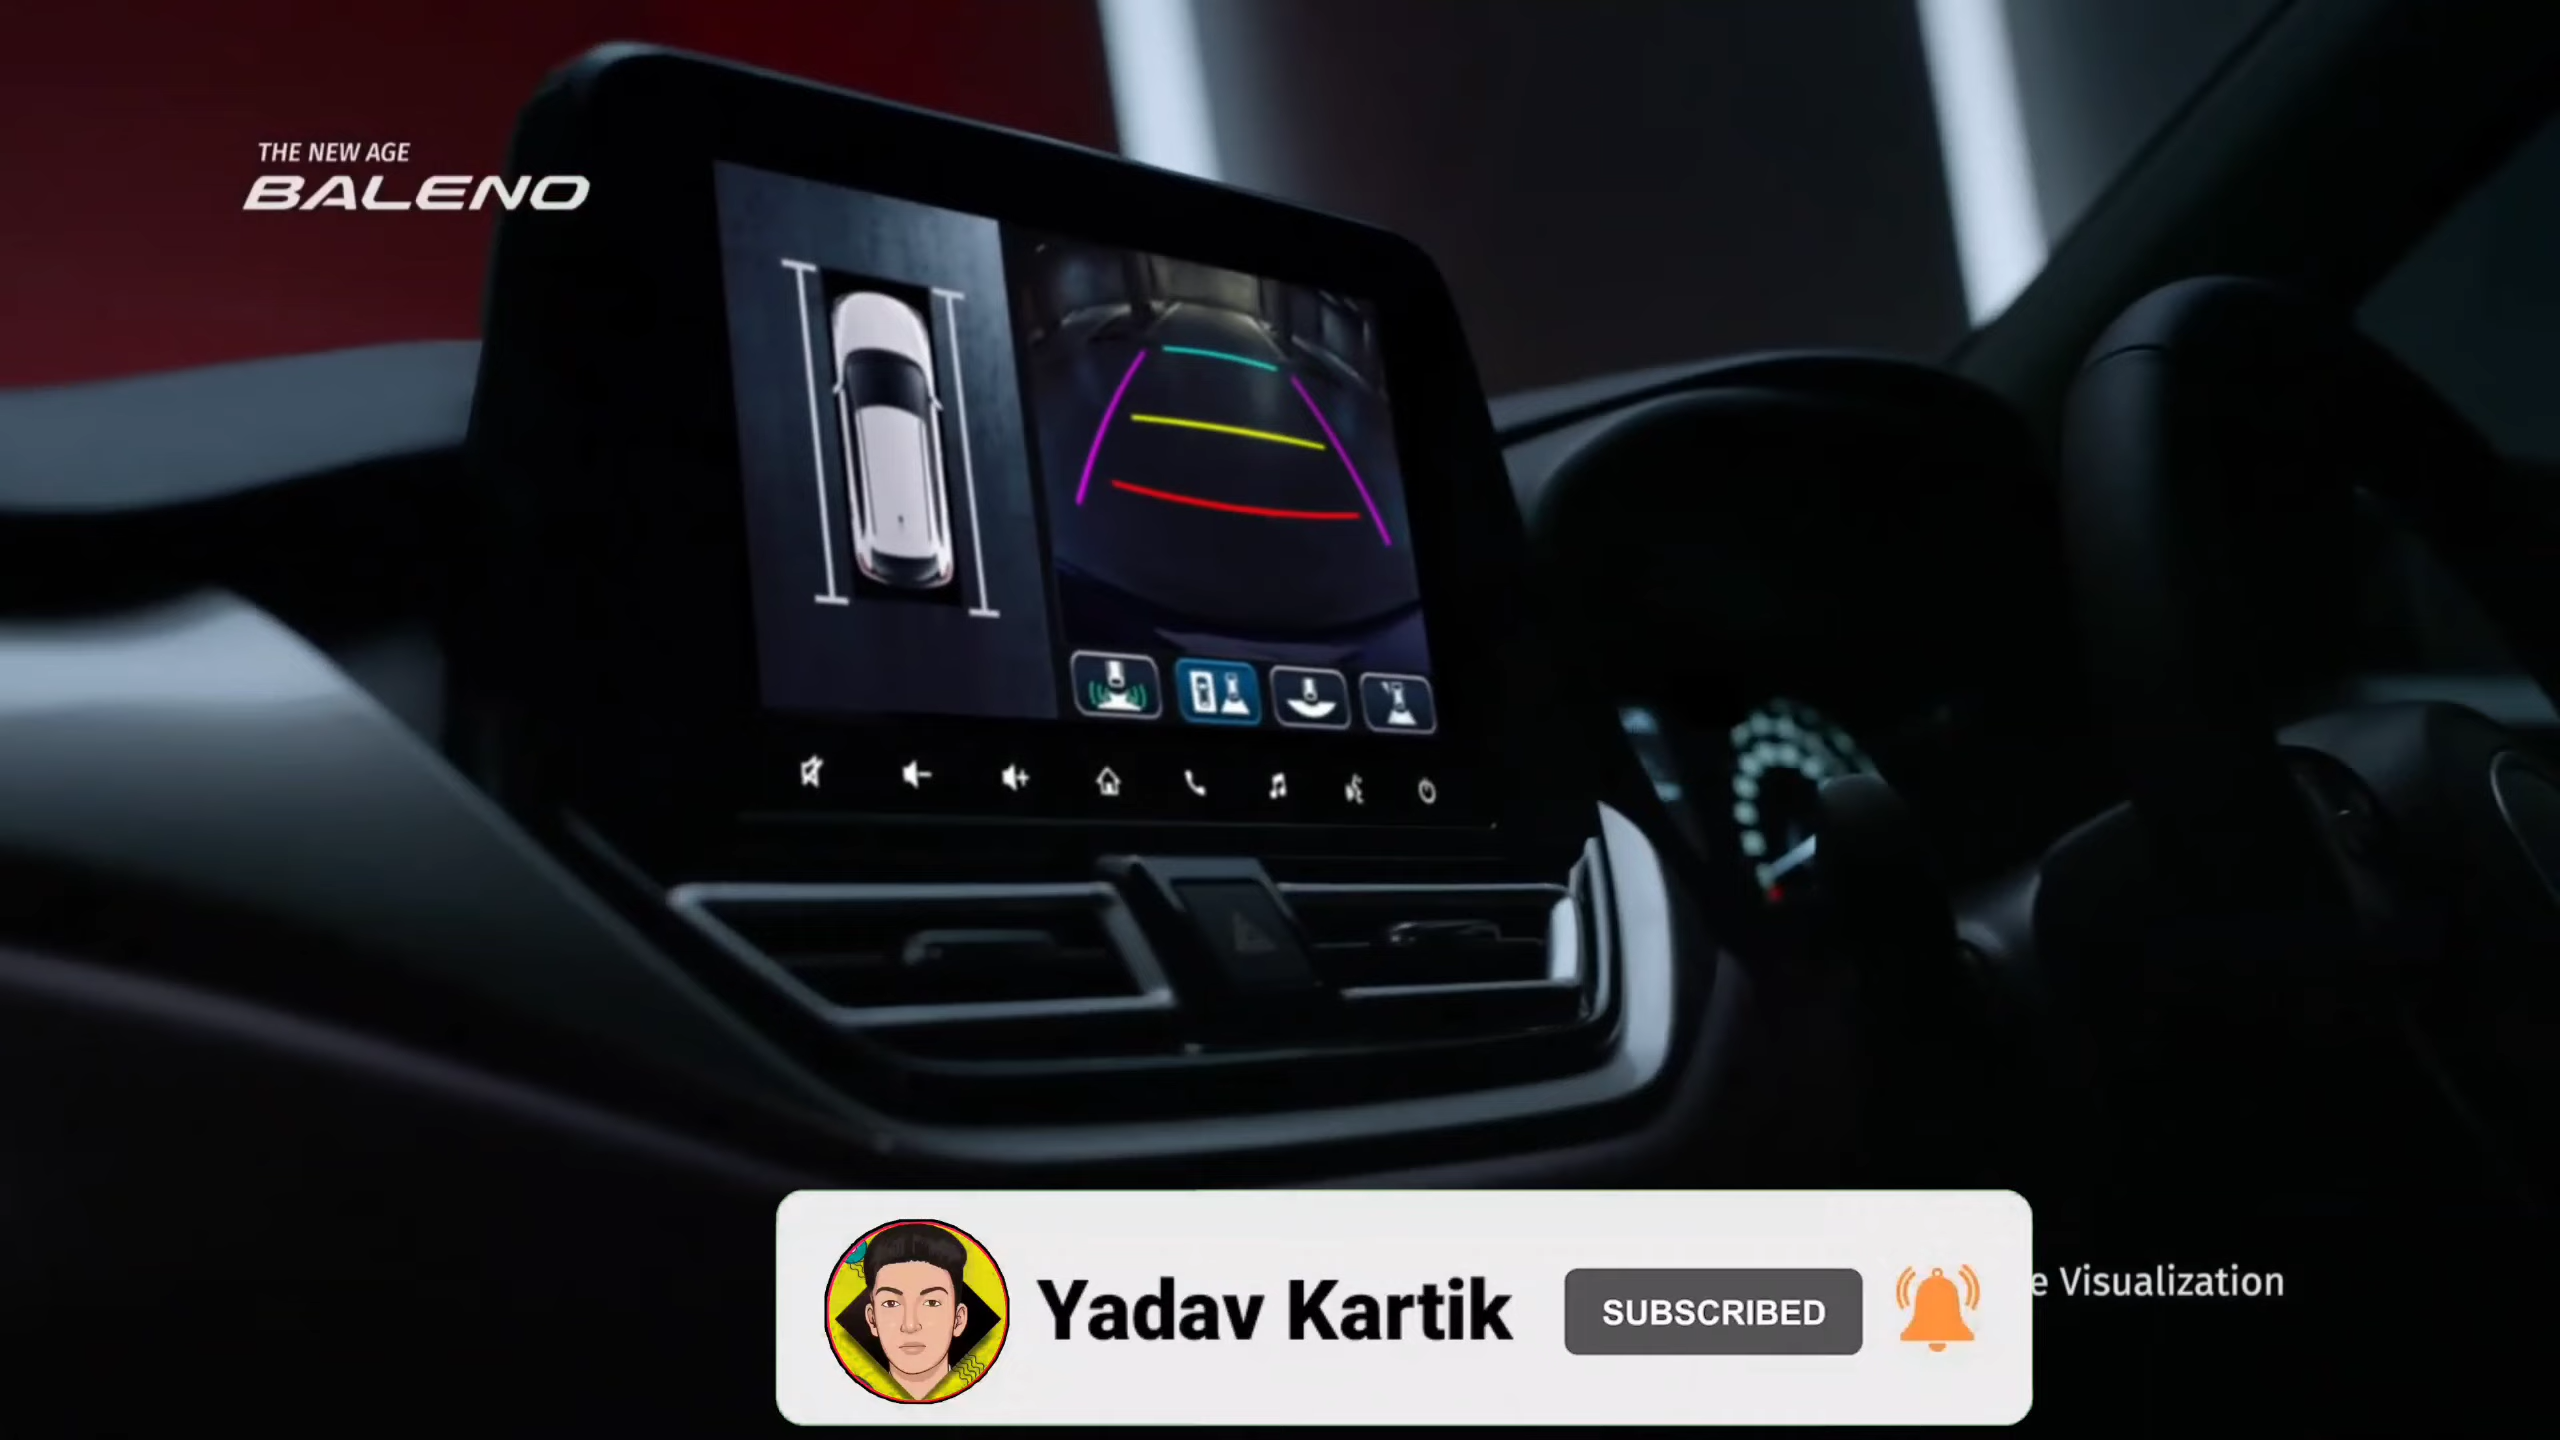 THE NEW AGE
BALENO
e Visualization
Yadav Kartik
SUBSCRIBED